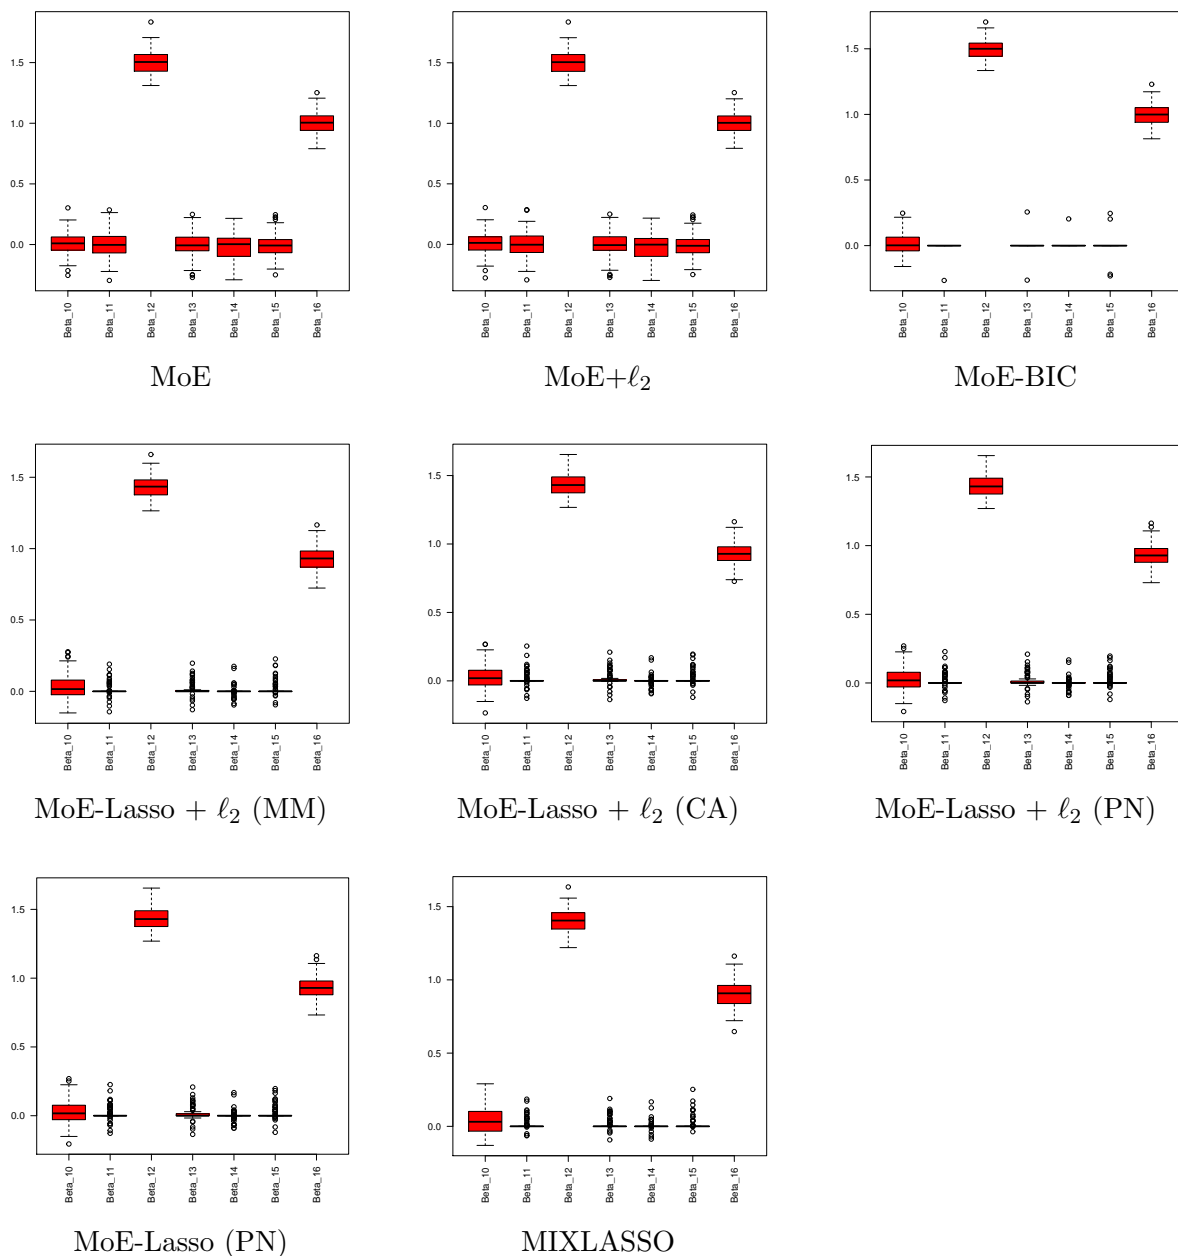 1.5
1.0
0.5
0.0
Beta_10
Beta_11
Beta_12
Beta_13
Beta_14
Beta_15
Beta_16
MoE
1.5
1.0
0.5
0.0
Beta_10
Beta_11
Beta_12
Beta_13
Beta_14
Beta_15
Beta_16
MoE+ℓ₂
1.5
1.0
0.5
0.0
Beta_10
Beta_11
Beta_12
Beta_13
Beta_14
Beta_15
Beta_16
MoE-BIC
1.5
1.0
0.5
0.0
Beta_10
Beta_11
Beta_12
Beta_13
Beta_14
Beta_15
Beta_16
MoE-Lasso + ℓ₂ (MM)
1.5
1.0
0.5
0.0
Beta_10
Beta_11
Beta_12
Beta_13
Beta_14
Beta_15
Beta_16
MoE-Lasso + ℓ₂ (CA)
1.5
1.0
0.5
0.0
Beta_10
Beta_11
Beta_12
Beta_13
Beta_14
Beta_15
Beta_16
MoE-Lasso + ℓ₂ (PN)
1.5
1.0
0.5
0.0
Beta_10
Beta_11
Beta_12
Beta_13
Beta_14
Beta_15
Beta_16
MoE-Lasso (PN)
1.5
1.0
0.5
0.0
Beta_10
Beta_11
Beta_12
Beta_13
Beta_14
Beta_15
Beta_16
MIXLASSO